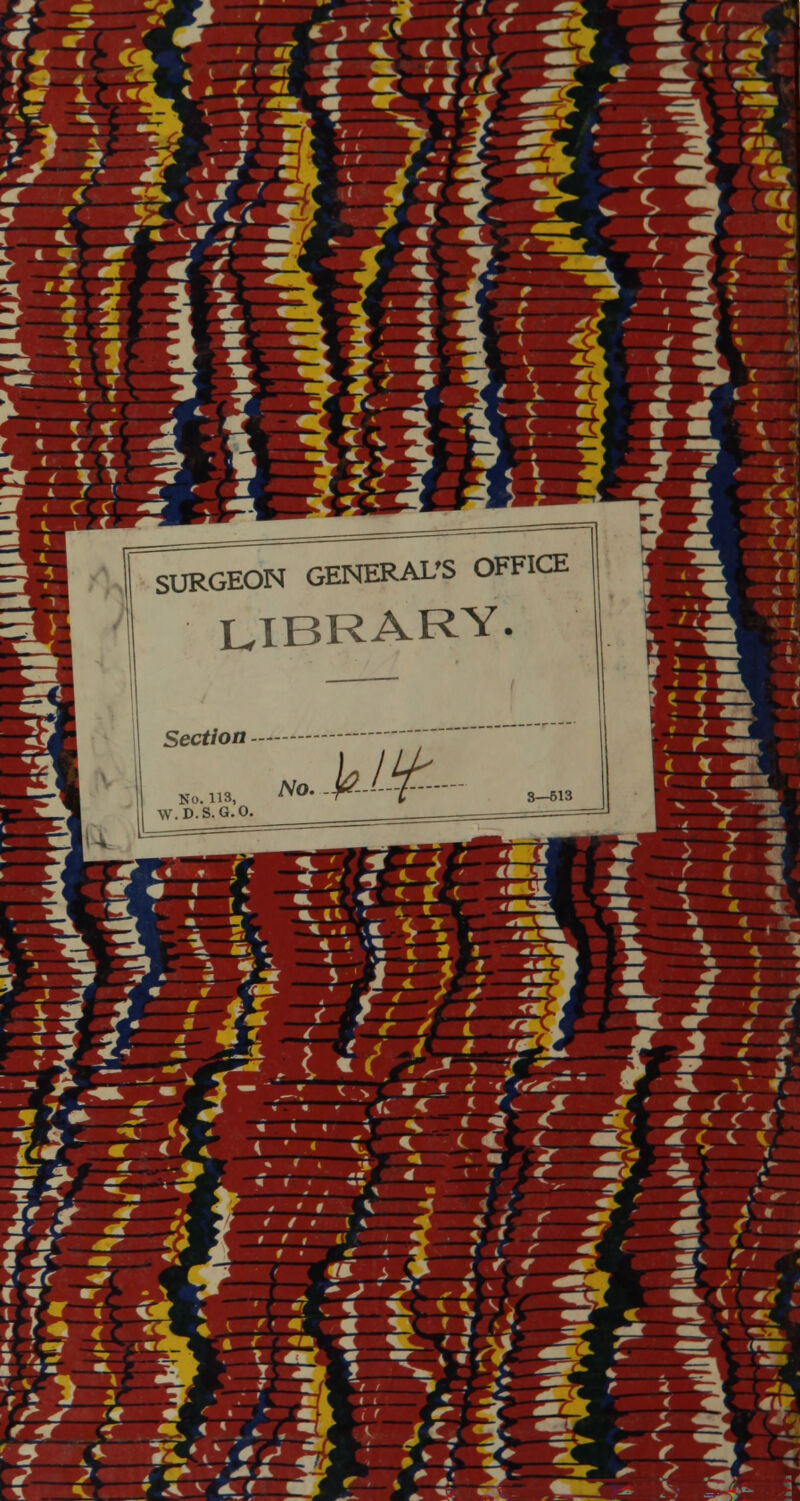 SURGEON GENERAL'S OFFICE
LIBRARY.
Section
No. 113,
W.D.S.G.O.
No. 614
3—513